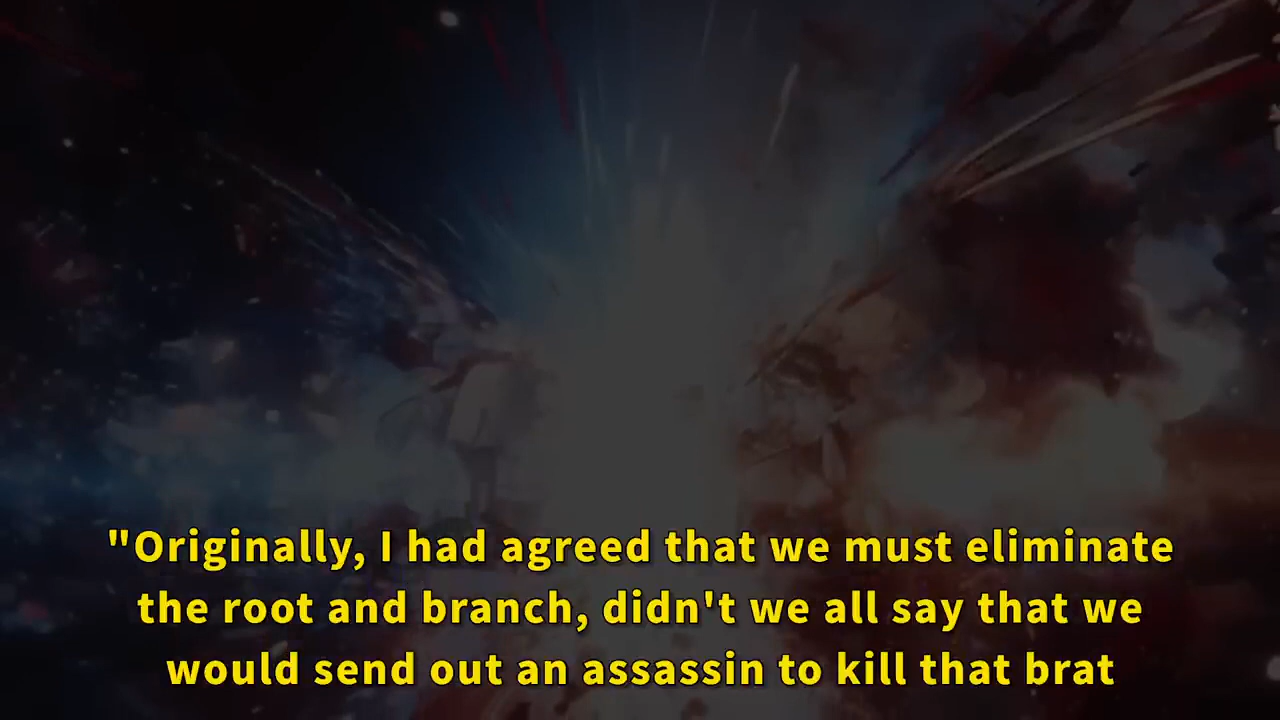 "Originally, I had agreed that we must eliminate
the root and branch, didn't we all say that we
would send out an assassin to kill that brat